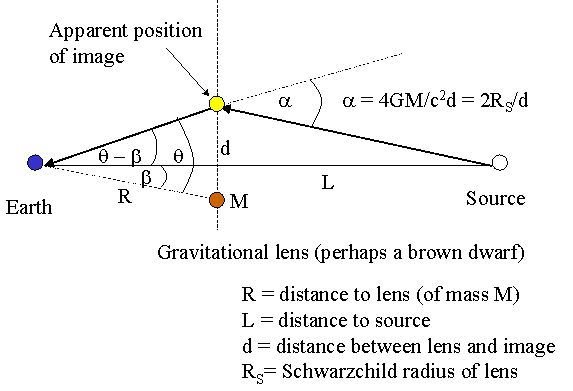 Apparent position
of image
α
α = 4GM/c²d = 2R_S/d
θ – β
θ
d
β
R
L
M
Earth
Source
Gravitational lens (perhaps a brown dwarf)
R = distance to lens (of mass M)
L = distance to source
d = distance between lens and image
R_S= Schwarzchild radius of lens